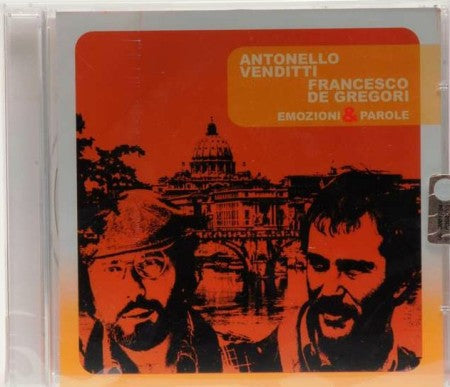 ANTONELLO
VENDITTI
FRANCESCO
DE GREGORI
EMOZIONI & PAROLE